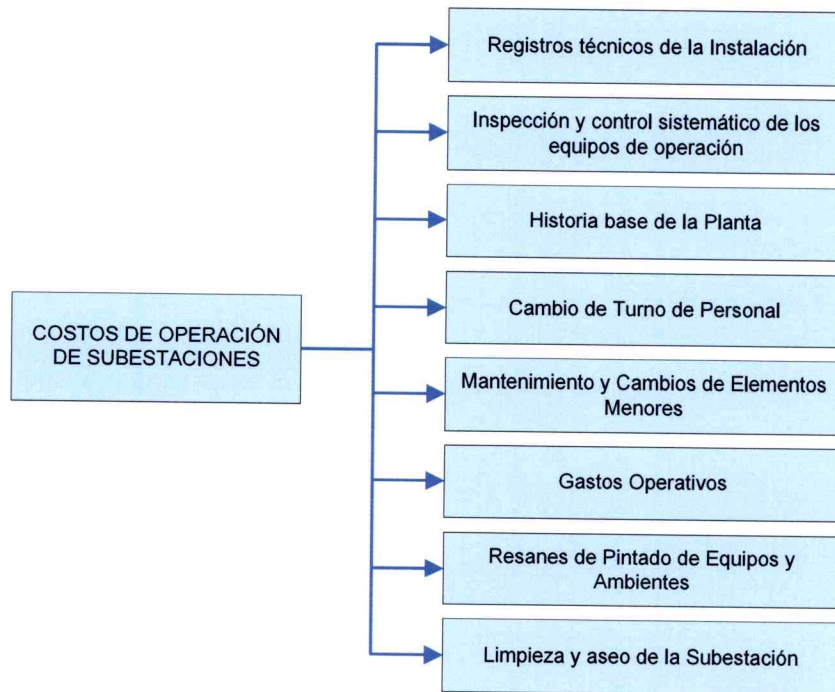 COSTOS DE OPERACIÓN
DE SUBESTACIONES
Registros técnicos de la Instalación
Inspección y control sistemático de los
equipos de operación
Historia base de la Planta
Cambio de Turno de Personal
Mantenimiento y Cambios de Elementos
Menores
Gastos Operativos
Resanes de Pintado de Equipos y
Ambientes
Limpieza y aseo de la Subestación